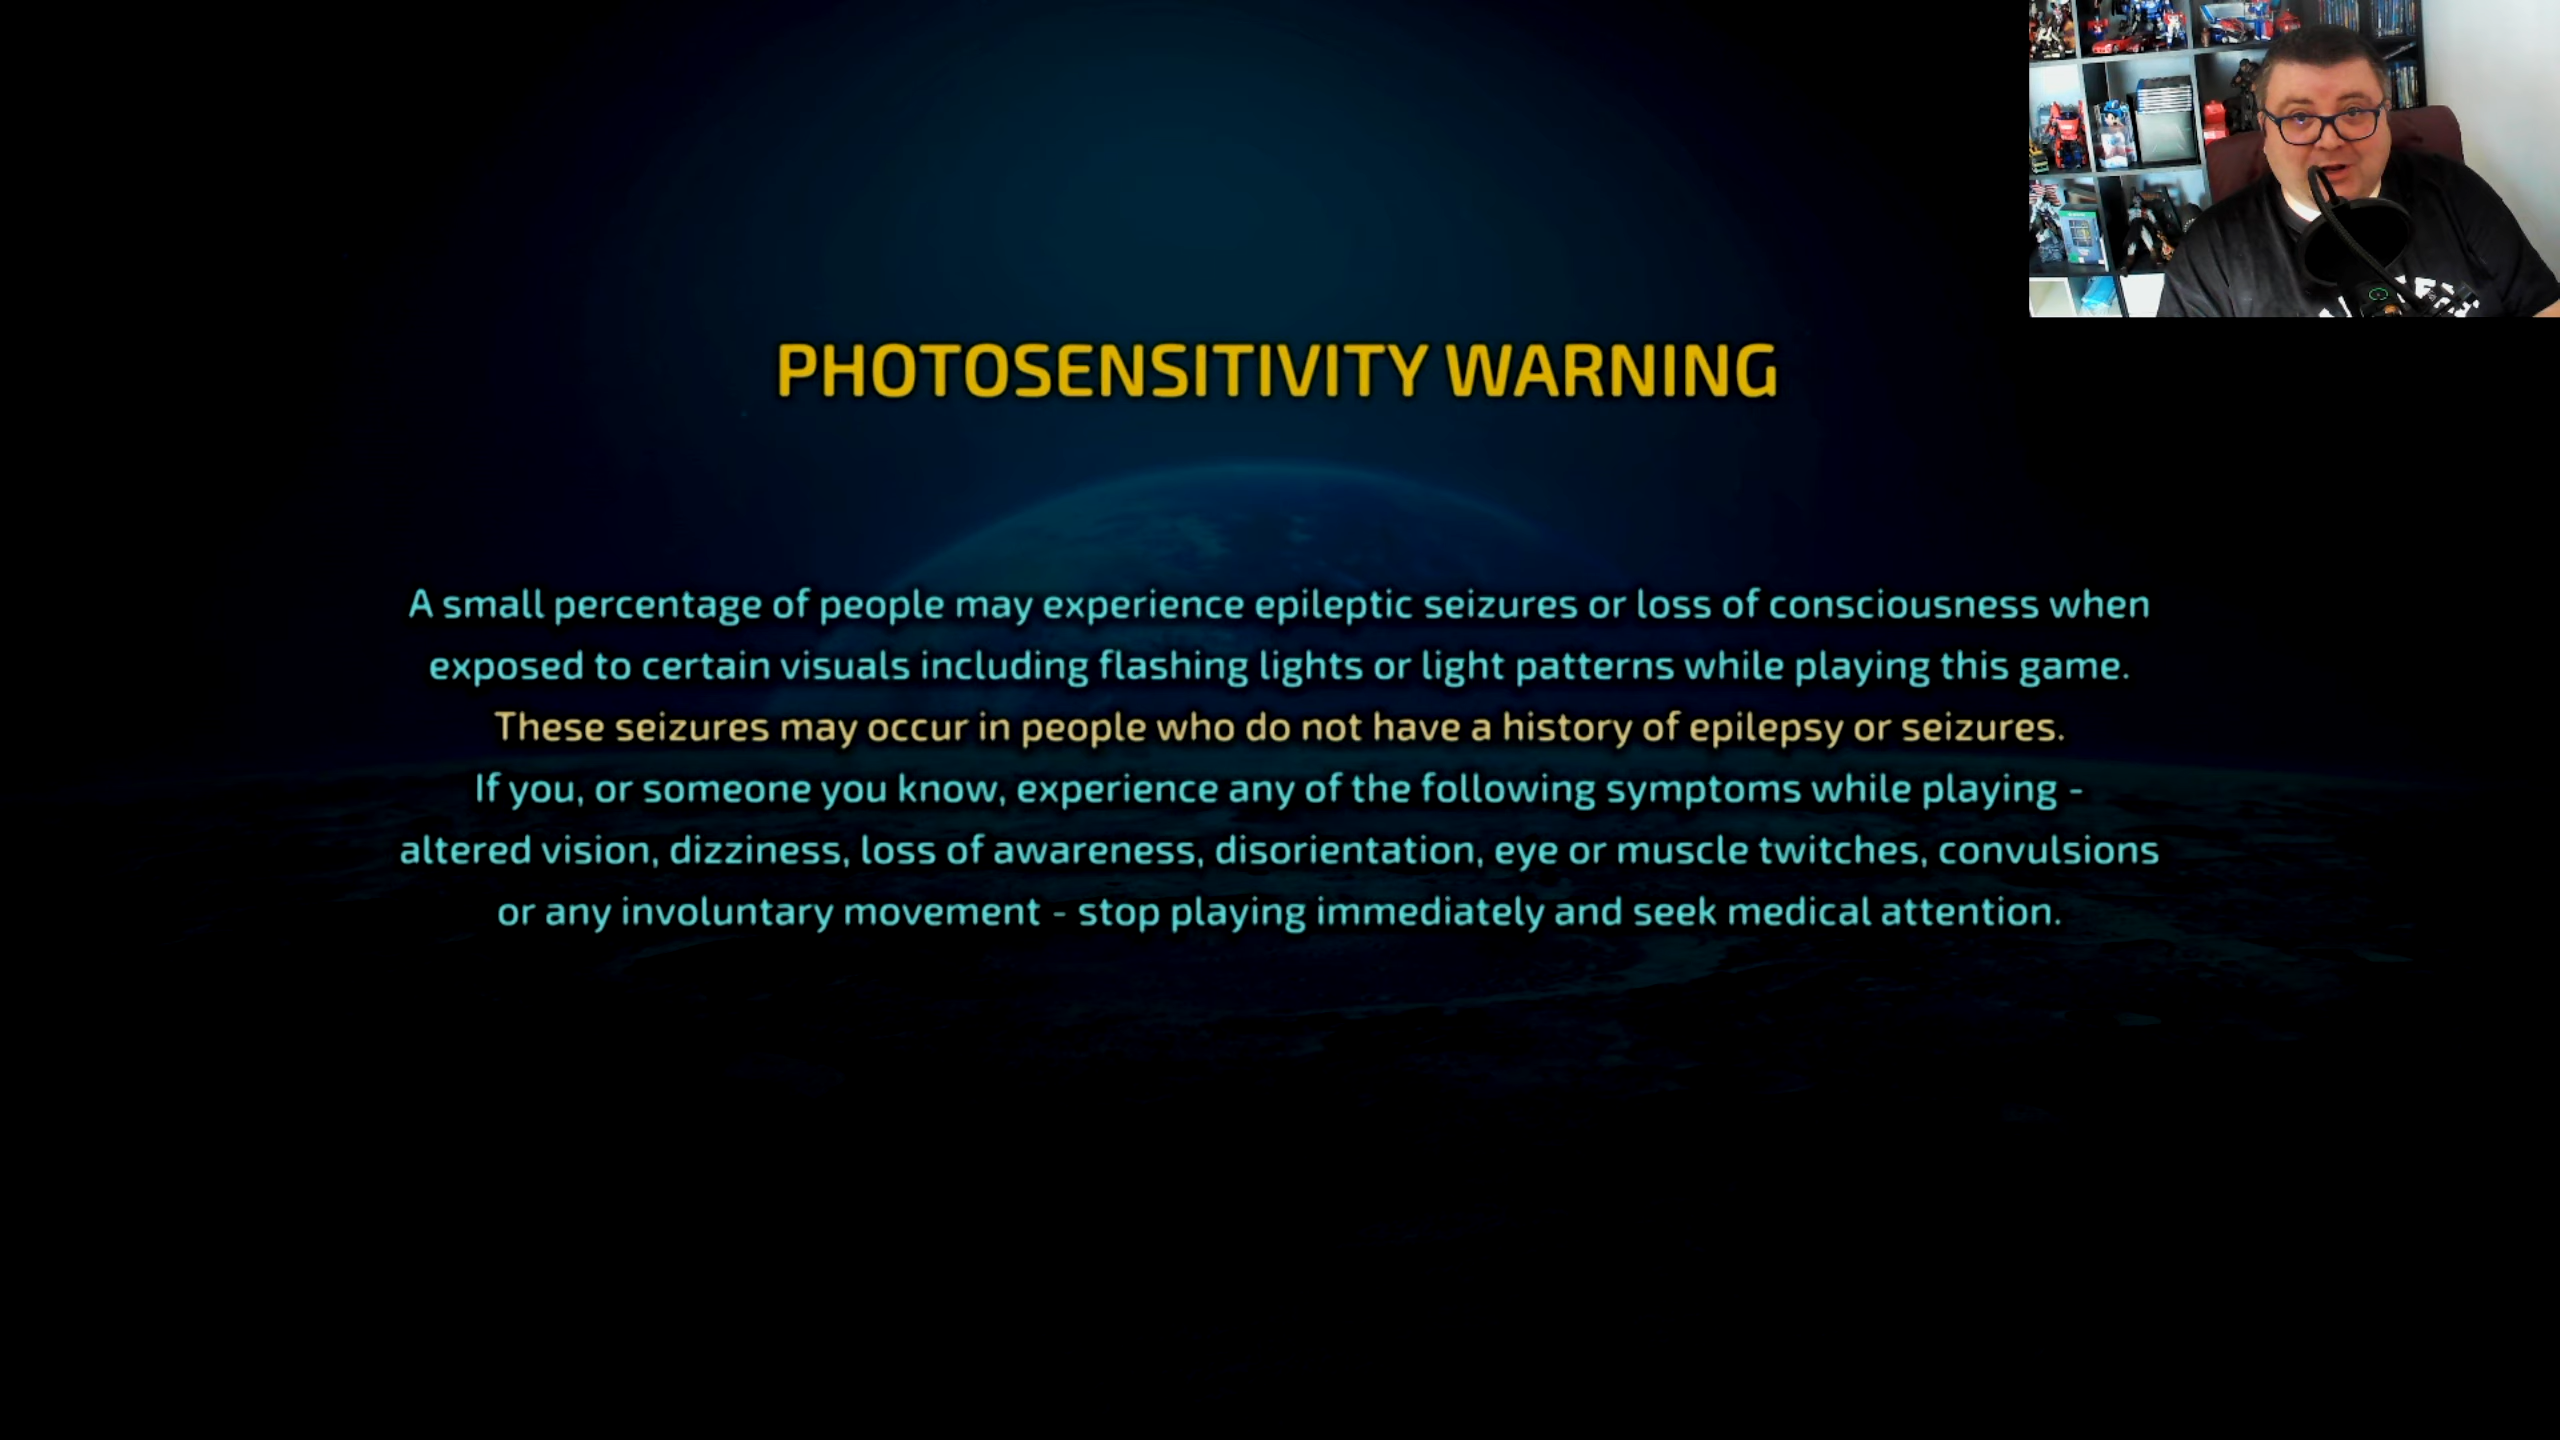 PHOTOSENSITIVITY WARNING
A small percentage of people may experience epileptic seizures or loss of consciousness when
exposed to certain visuals including flashing lights or light patterns while playing this game.
These seizures may occur in people who do not have a history of epilepsy or seizures.
If you, or someone you know, experience any of the following symptoms while playing -
altered vision, dizziness, loss of awareness, disorientation, eye or muscle twitches, convulsions
or any involuntary movement - stop playing immediately and seek medical attention.